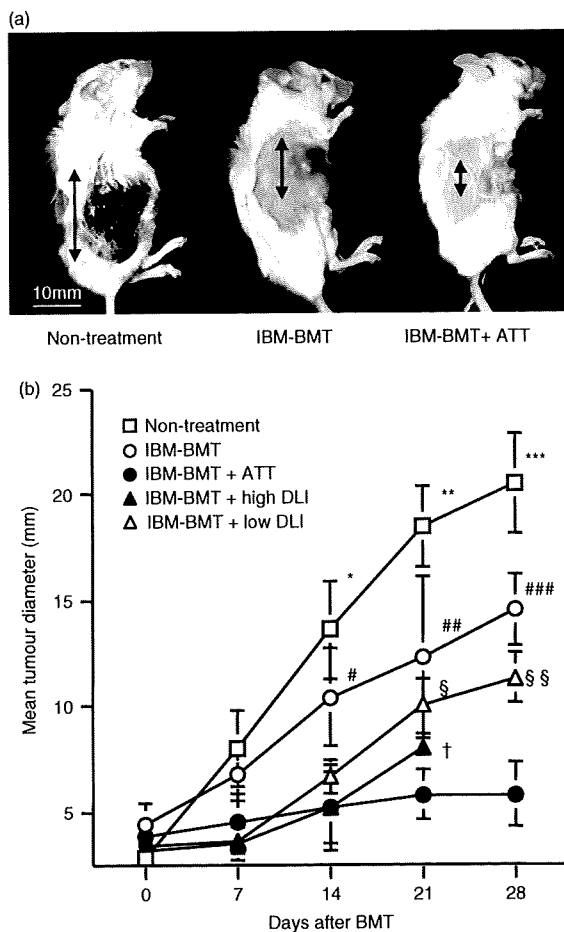 (a)
10mm
Non-treatment IBM-BMT IBM-BMT+ ATT
(b)
25
20
15
10
5
Mean tumour diameter (mm)
Non-treatment
IBM-BMT
IBM-BMT + ATT
IBM-BMT + high DLI
IBM-BMT + low DLI
*
**
***
#
##
###
§
§ §
†
0 7 14 21 28
Days after BMT